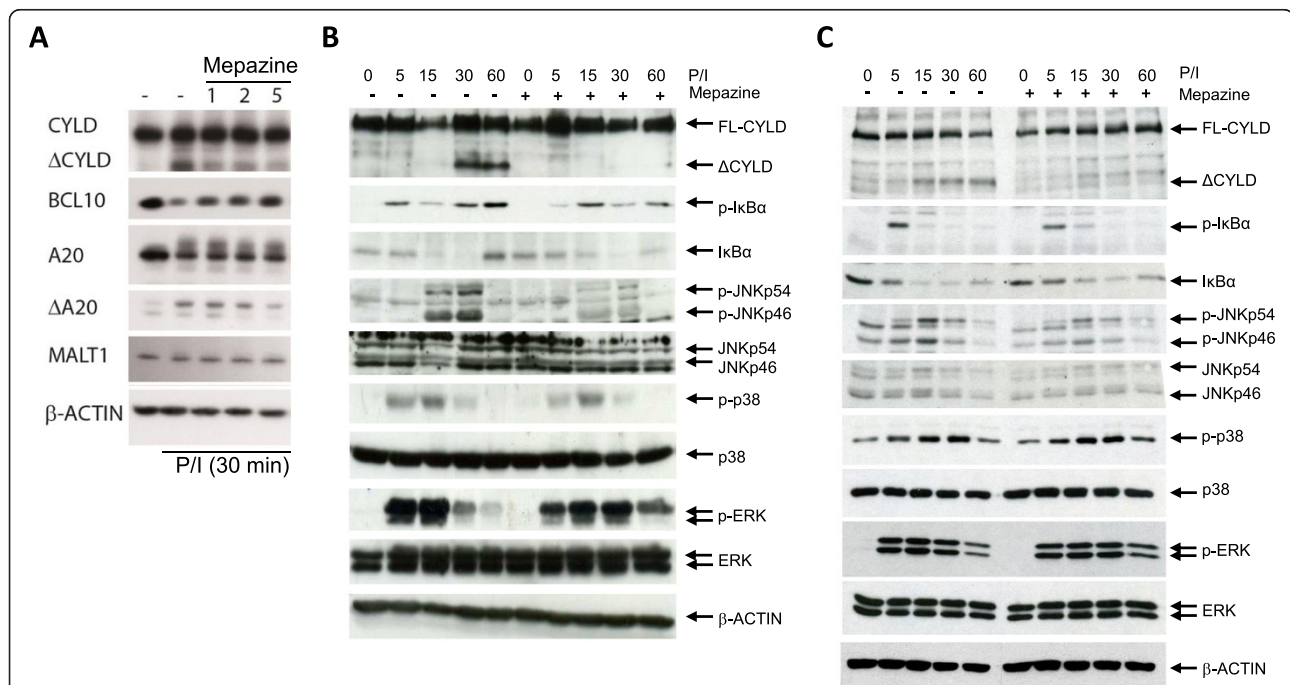 A
Mepazine
- - 1 2 5
CYLD
ΔCYLD
BCL10
A20
ΔA20
MALT1
β-ACTIN
P/I (30 min)
B
0 5 15 30 60 0 5 15 30 60 P/I
- - - - - + + + + + Mepazine
FL-CYLD
ΔCYLD
p-IκBα
IκBα
p-JNKp54
p-JNKp46
JNKp54
JNKp46
p-p38
p38
p-ERK
ERK
β-ACTIN
C
0 5 15 30 60 0 5 15 30 60 P/I
- - - - - + + + + + Mepazine
FL-CYLD
ΔCYLD
p-IκBα
IκBα
p-JNKp54
p-JNKp46
JNKp54
JNKp46
p-p38
p38
p-ERK
ERK
β-ACTIN